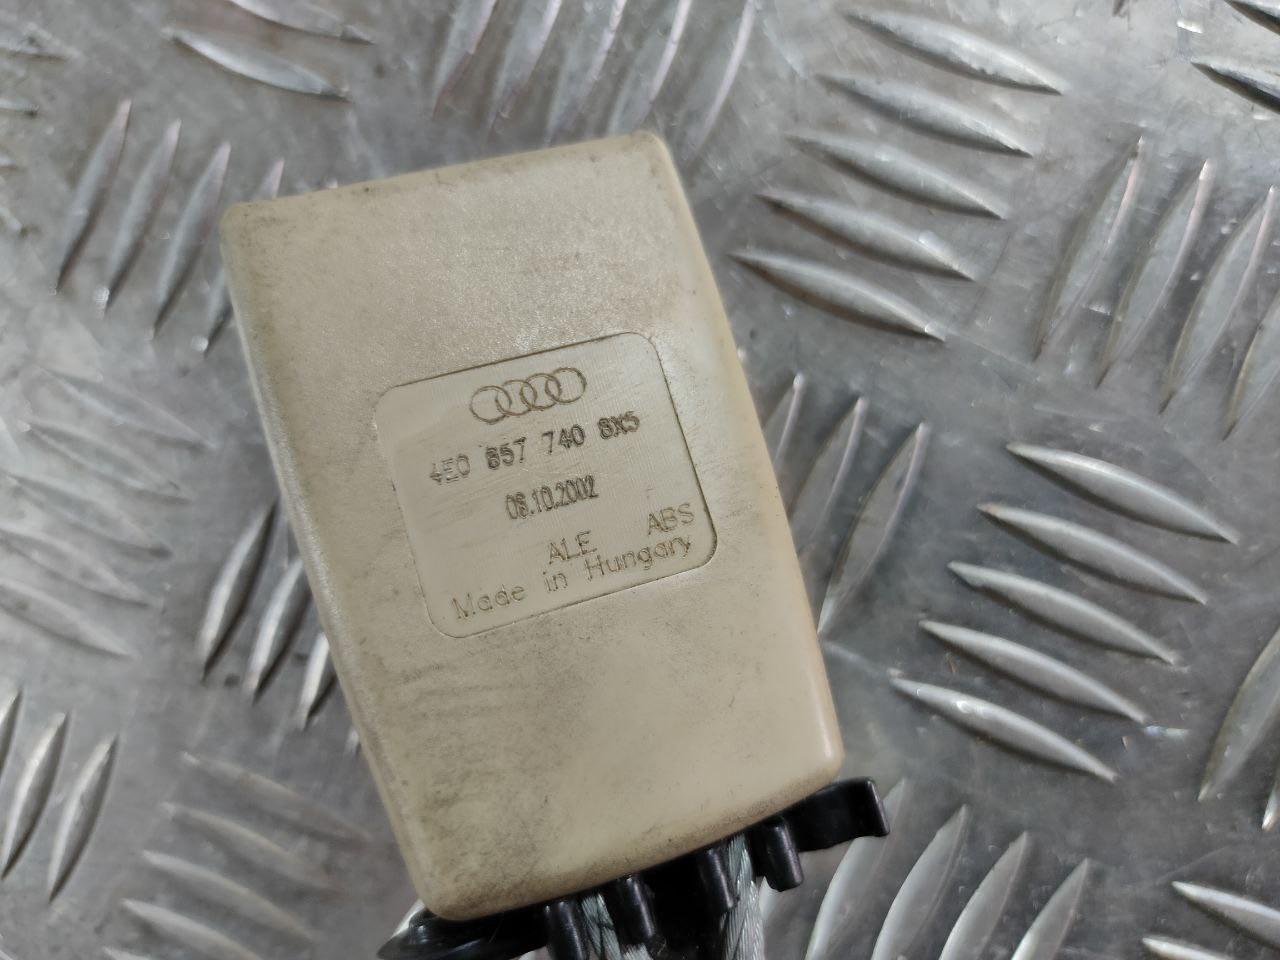 4E0 857 740 8X5
08.10.2002
ALE ABS
Made in Hungary